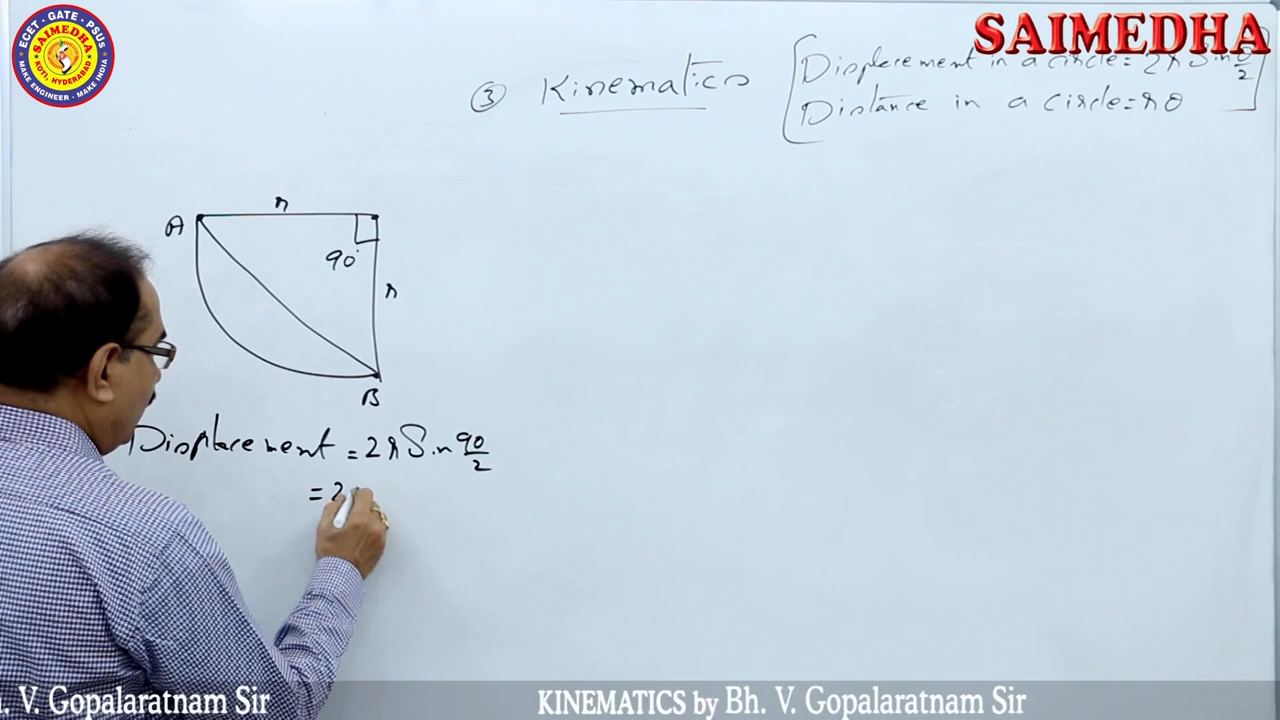 ECET - GATE - PSUS
SAIMEDHA
KOTI, HYDERABAD
MAKE ENGINEER - MAKE INDIA
SAIMEDHA
③ Kinematics
Displacement in a circle = 2r Sin θ/2
Distance in a circle = rθ
A
r
90°
r
B
Displacement = 2r Sin 90/2
= 2
. V. Gopalaratnam Sir
KINEMATICS by Bh. V. Gopalaratnam Sir